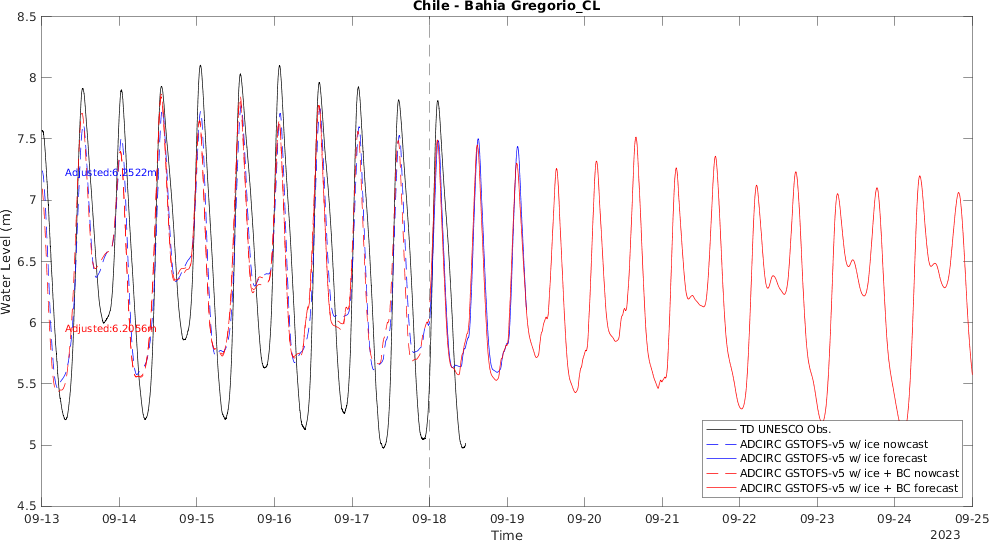 Chile - Bahia Gregorio_CL
Water Level (m)
8.5
8
7.5
7
6.5
6
5.5
5
4.5
Adjusted:6.2522m
Adjusted:6.2056m
TD UNESCO Obs.
ADCIRC GSTOFS-v5 w/ ice nowcast
ADCIRC GSTOFS-v5 w/ ice forecast
ADCIRC GSTOFS-v5 w/ ice + BC nowcast
ADCIRC GSTOFS-v5 w/ ice + BC forecast
09-13 09-14 09-15 09-16 09-17 09-18 09-19 09-20 09-21 09-22 09-23 09-24 09-25
Time
2023